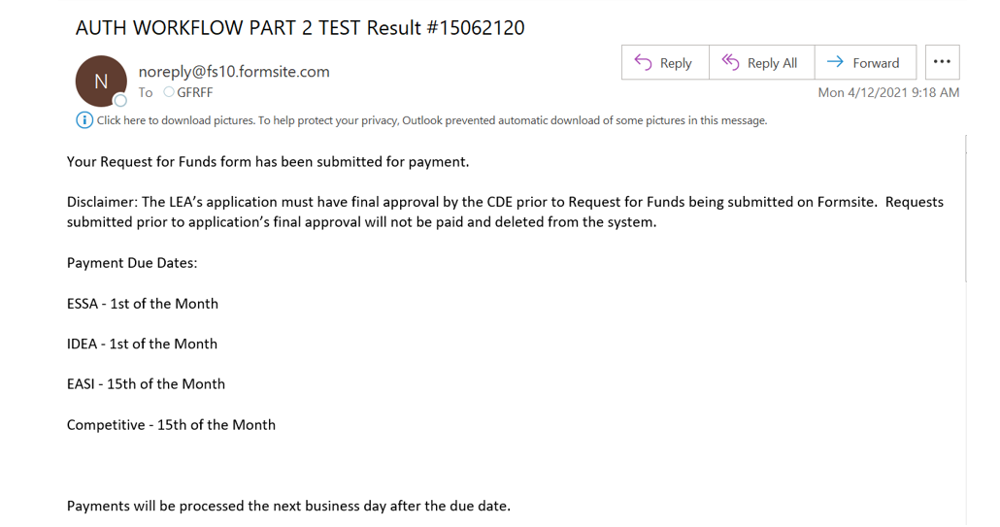 AUTH WORKFLOW PART 2 TEST Result #15062120
N
noreply@fs10.formsite.com
To GFRFF
Reply
Reply All
Forward
Mon 4/12/2021 9:18 AM
Click here to download pictures. To help protect your privacy, Outlook prevented automatic download of some pictures in this message.
Your Request for Funds form has been submitted for payment.
Disclaimer: The LEA's application must have final approval by the CDE prior to Request for Funds being submitted on Formsite. Requests
submitted prior to application's final approval will not be paid and deleted from the system.
Payment Due Dates:
ESSA - 1st of the Month
IDEA - 1st of the Month
EASI - 15th of the Month
Competitive - 15th of the Month
Payments will be processed the next business day after the due date.